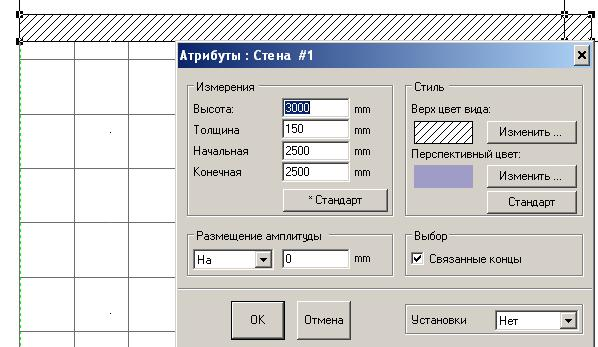 Атрибуты : Стена #1
Измерения
Высота: 3000 mm
Толщина 150 mm
Начальная 2500 mm
Конечная 2500 mm
* Стандарт
Стиль
Верх цвет вида:
Изменить ...
Перспективный цвет:
Изменить ...
Стандарт
Размещение амплитуды
На 0 mm
Выбор
Связанные концы
OK Отмена
Установки Нет